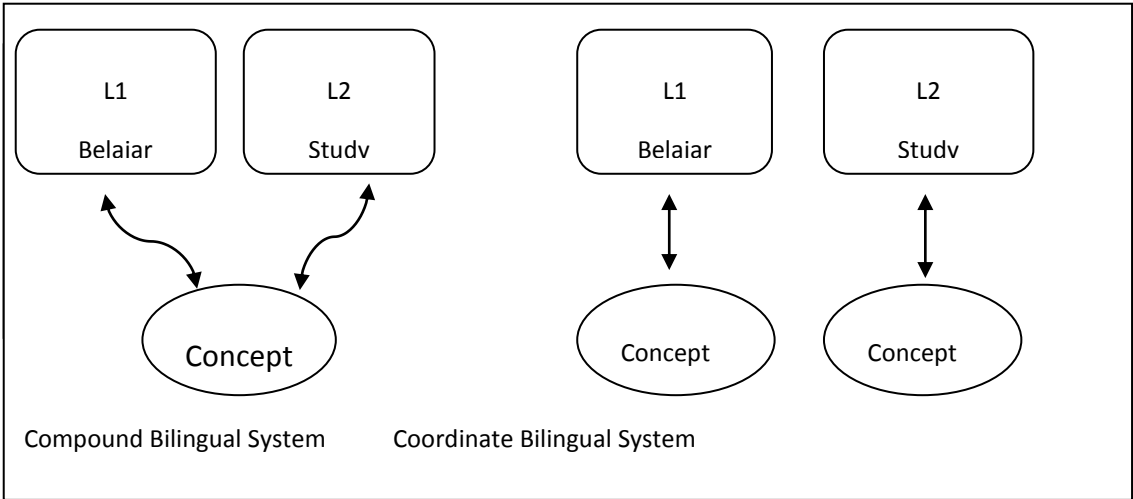 L1 L2 L1 L2
Belaiar Studv Belaiar Studv
Concept Concept Concept
Compound Bilingual System Coordinate Bilingual System